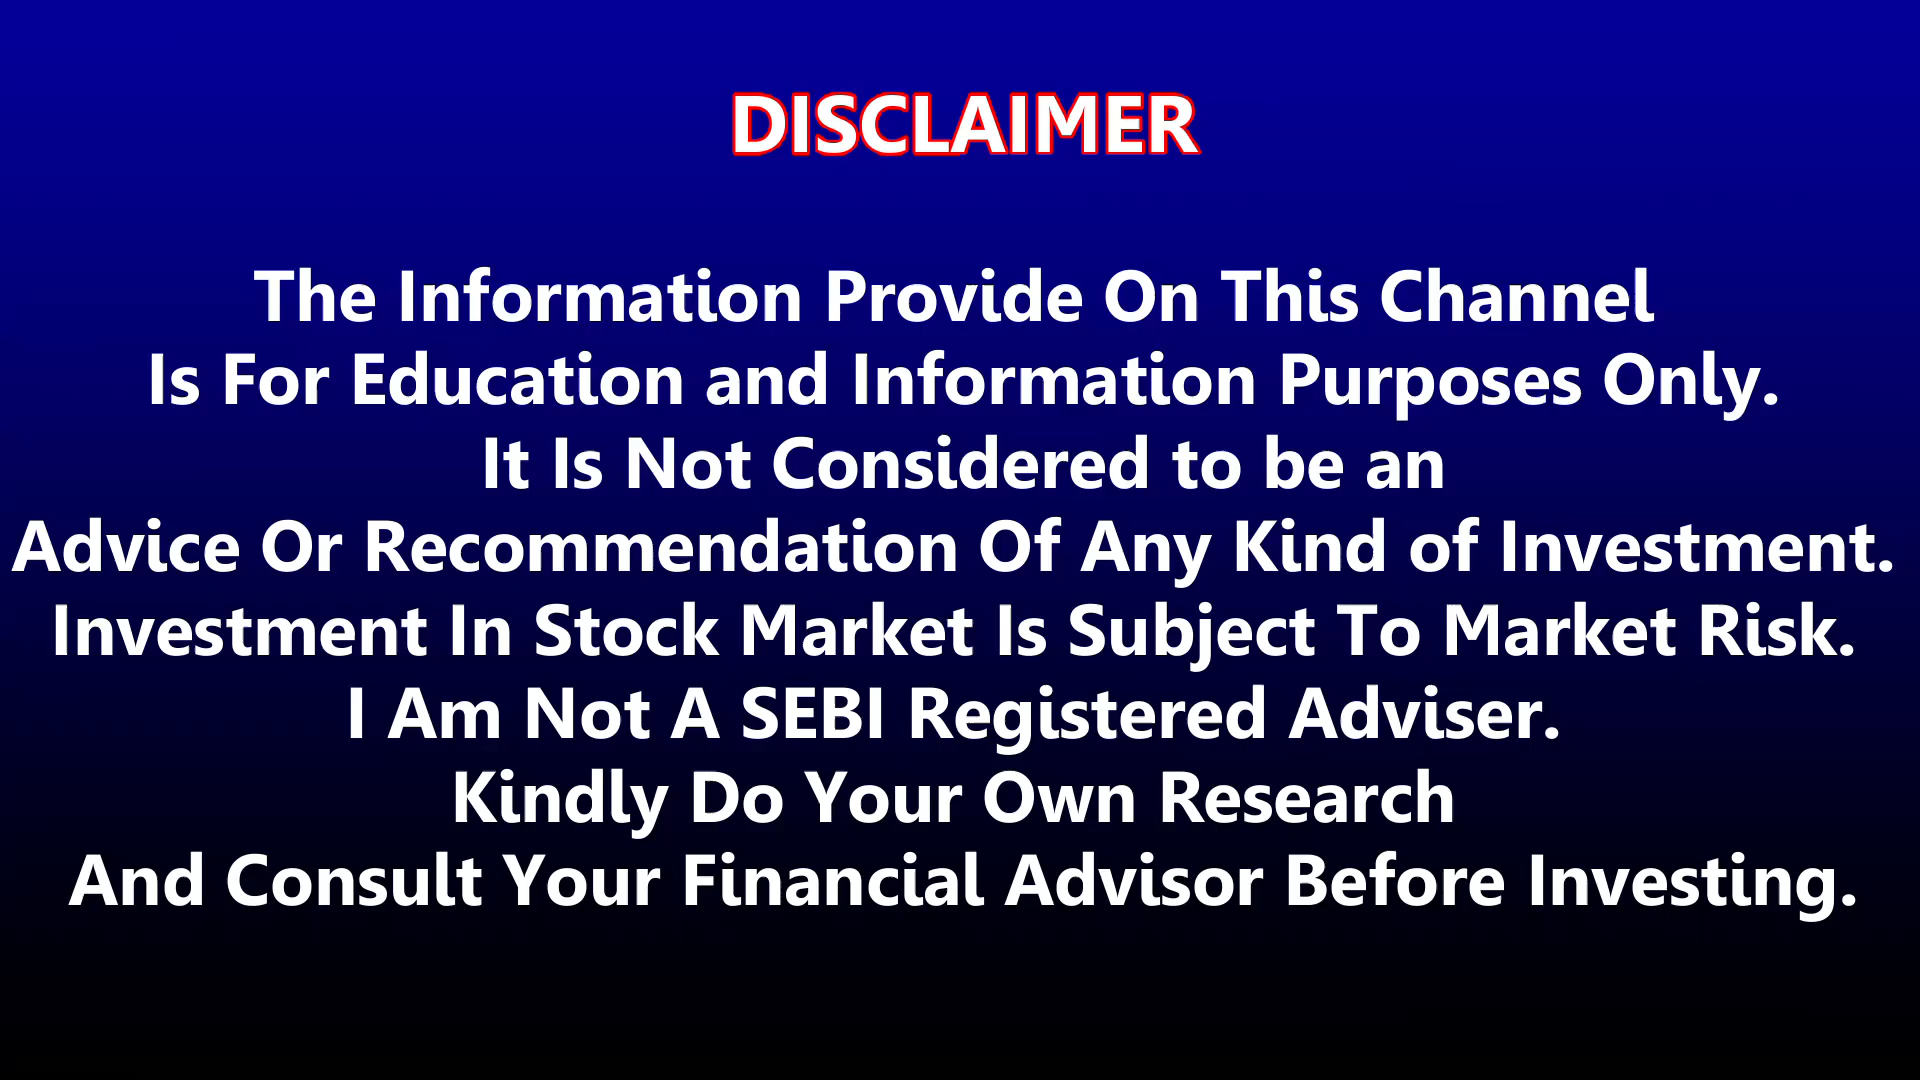 DISCLAIMER
The Information Provide On This Channel
Is For Education and Information Purposes Only.
It Is Not Considered to be an
Advice Or Recommendation Of Any Kind of Investment.
Investment In Stock Market Is Subject To Market Risk.
I Am Not A SEBI Registered Adviser.
Kindly Do Your Own Research
And Consult Your Financial Advisor Before Investing.